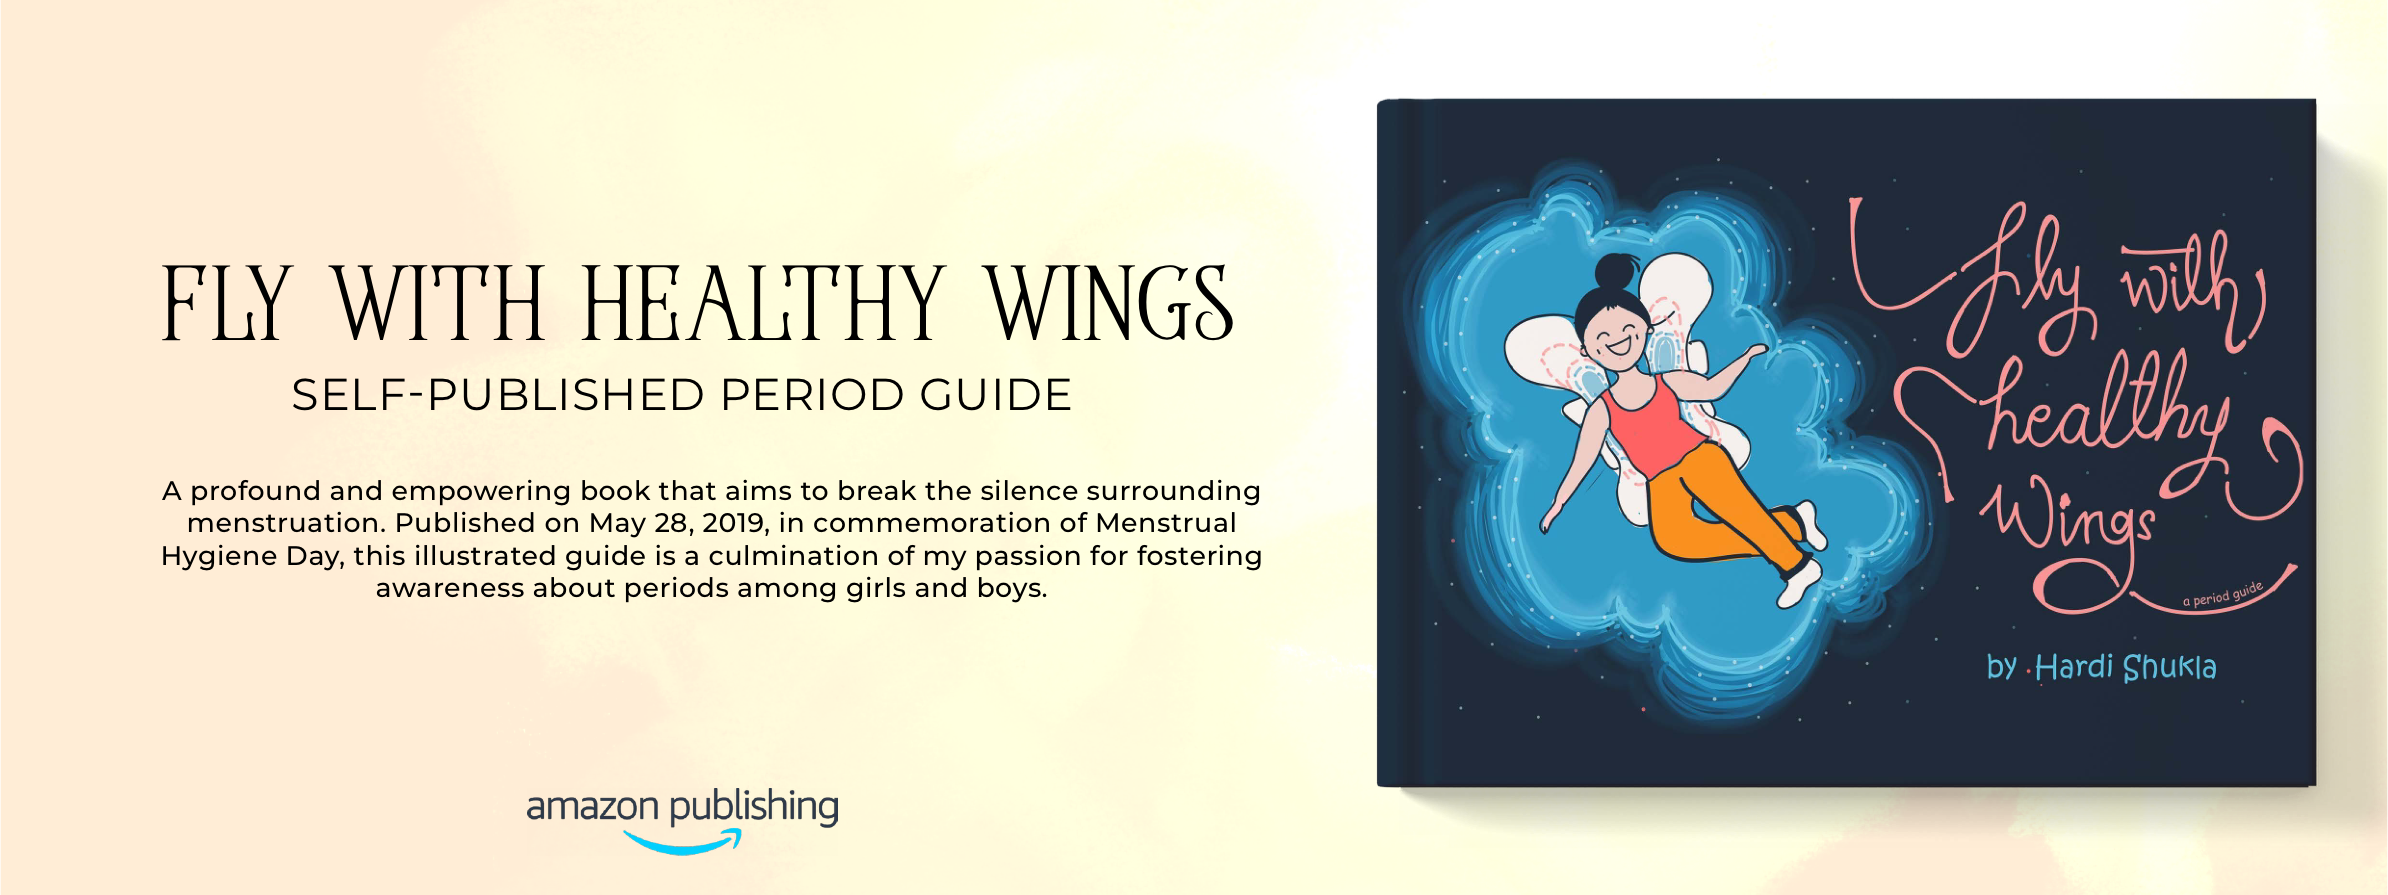 FLY WITH HEALTHY WINGS
SELF-PUBLISHED PERIOD GUIDE
A profound and empowering book that aims to break the silence surrounding
menstruation. Published on May 28, 2019, in commemoration of Menstrual
Hygiene Day, this illustrated guide is a culmination of my passion for fostering
awareness about periods among girls and boys.
amazon publishing
Fly with
healthy
Wings
a period guide
by Hardi Shukla